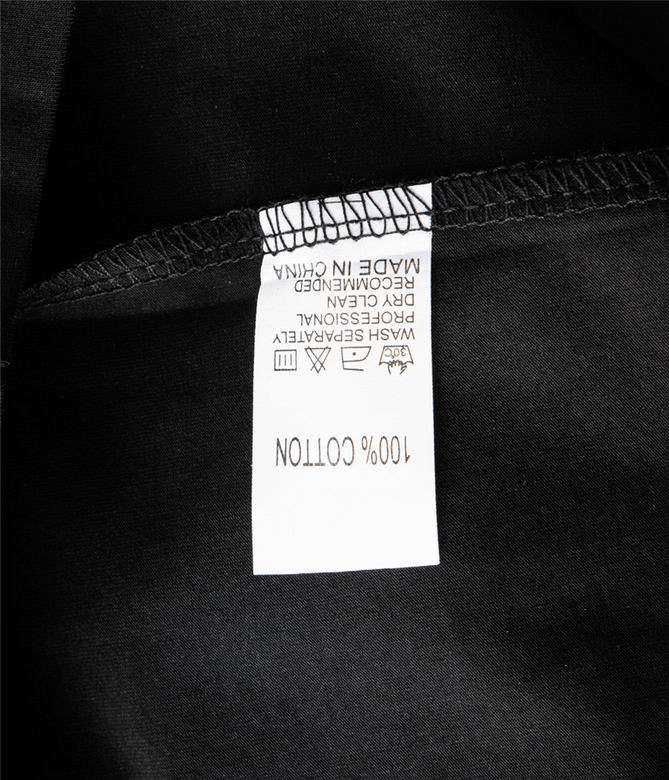 100% COTTON
30°C
WASH SEPARATELY
PROFESSIONAL
DRY CLEAN
RECOMMENDED
MADE IN CHINA